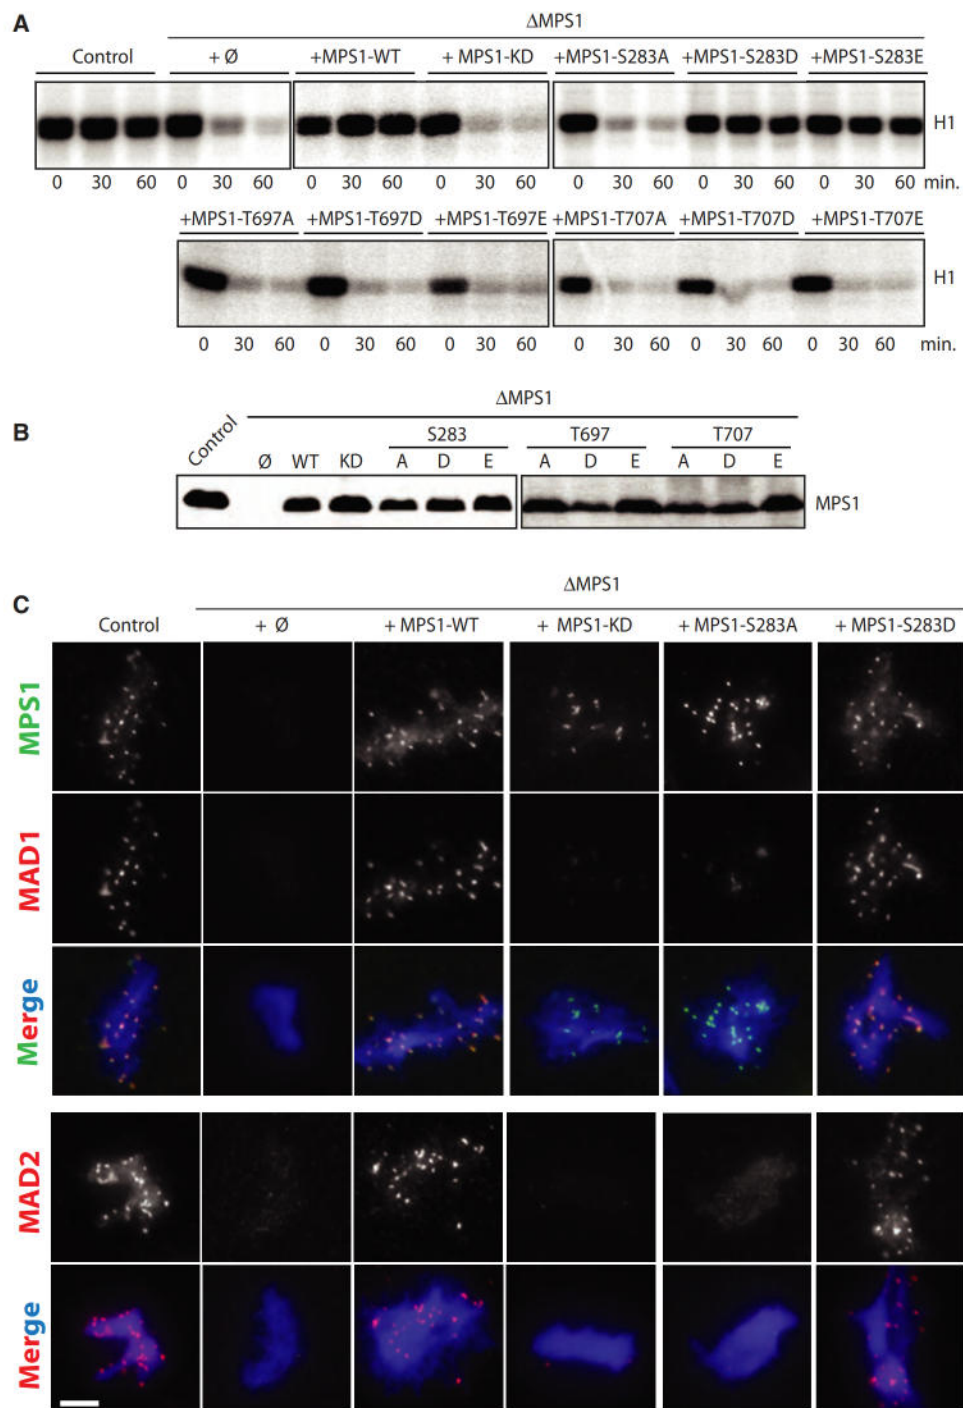 A
ΔMPS1
Control + Ø +MPS1-WT + MPS1-KD +MPS1-S283A +MPS1-S283D +MPS1-S283E
H1
0 30 60 0 30 60 0 30 60 0 30 60 0 30 60 0 30 60 0 30 60 min.
+MPS1-T697A +MPS1-T697D +MPS1-T697E +MPS1-T707A +MPS1-T707D +MPS1-T707E
H1
0 30 60 0 30 60 0 30 60 0 30 60 0 30 60 0 30 60 min.
B
ΔMPS1
S283 T697 T707
Control Ø WT KD A D E A D E A D E
MPS1
C
ΔMPS1
Control + Ø + MPS1-WT + MPS1-KD + MPS1-S283A + MPS1-S283D
MPS1
MAD1
Merge
MAD2
Merge